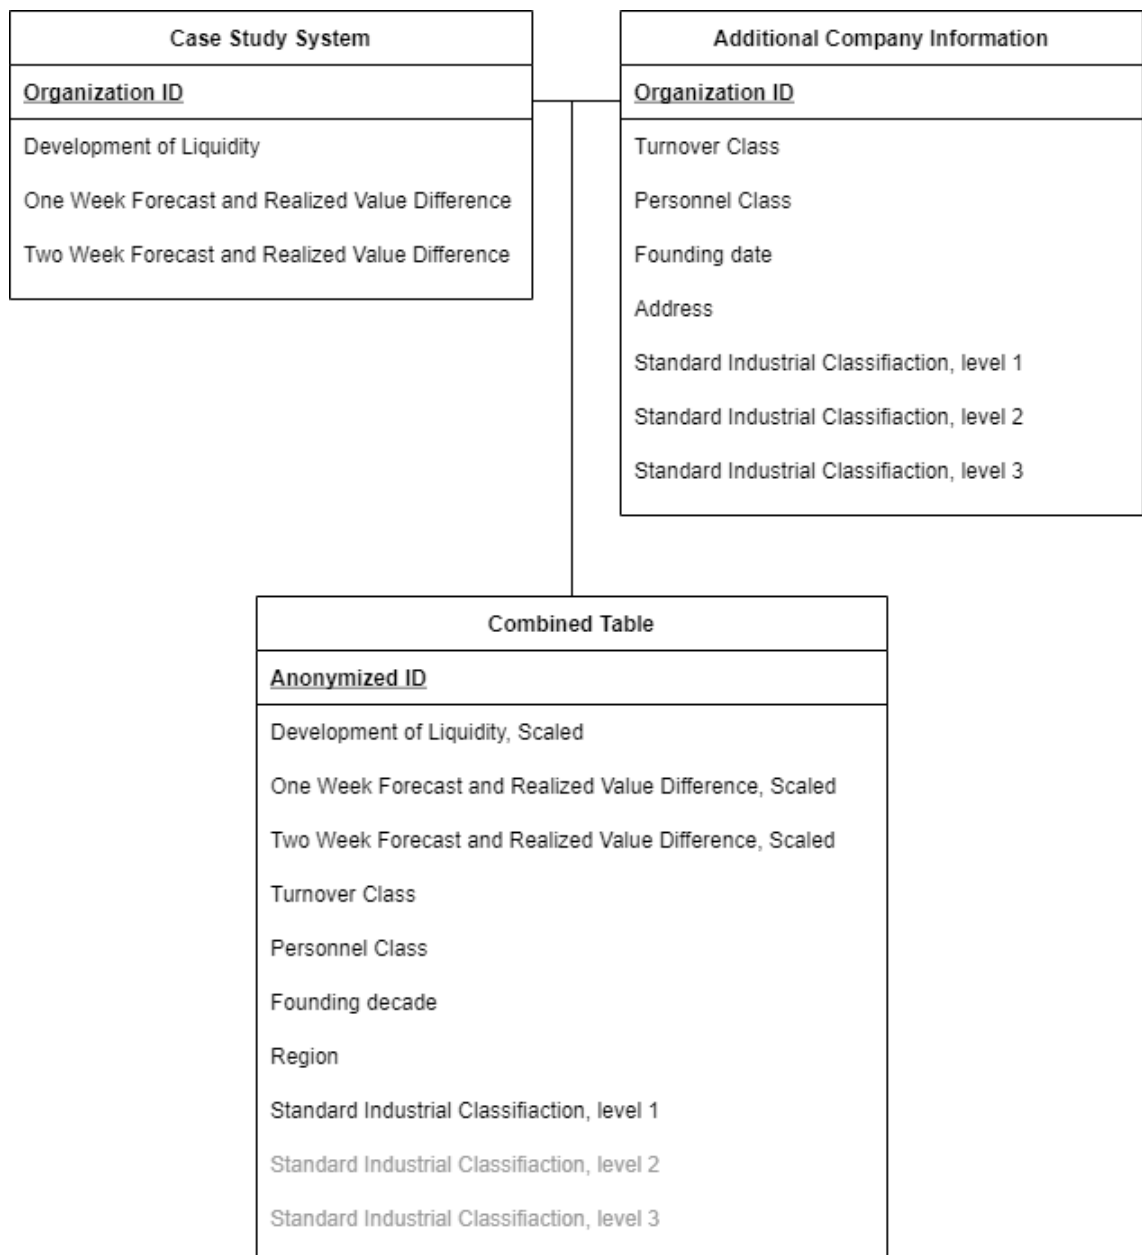 Case Study System
Organization ID
Development of Liquidity
One Week Forecast and Realized Value Difference
Two Week Forecast and Realized Value Difference
Additional Company Information
Organization ID
Turnover Class
Personnel Class
Founding date
Address
Standard Industrial Classifiaction, level 1
Standard Industrial Classifiaction, level 2
Standard Industrial Classifiaction, level 3
Combined Table
Anonymized ID
Development of Liquidity, Scaled
One Week Forecast and Realized Value Difference, Scaled
Two Week Forecast and Realized Value Difference, Scaled
Turnover Class
Personnel Class
Founding decade
Region
Standard Industrial Classifiaction, level 1
Standard Industrial Classifiaction, level 2
Standard Industrial Classifiaction, level 3